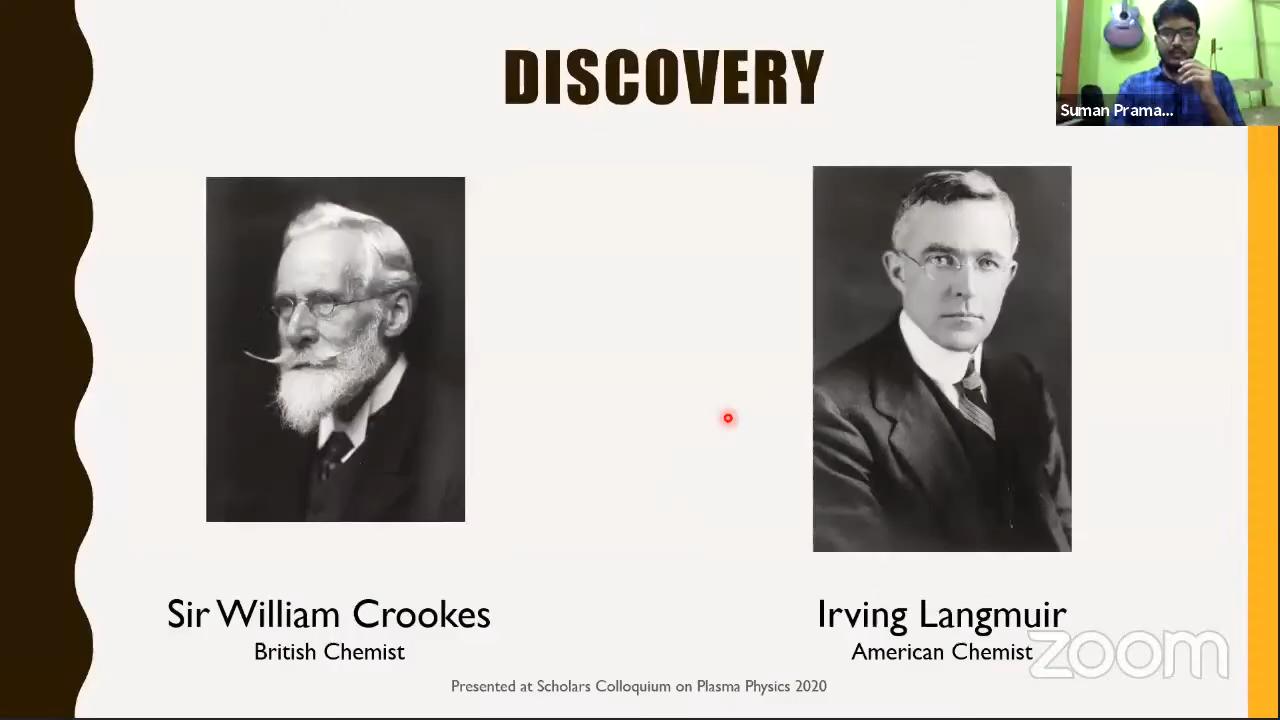 DISCOVERY
Suman Prama...
Sir William Crookes
British Chemist
Irving Langmuir
American Chemist
zoom
Presented at Scholars Colloquium on Plasma Physics 2020